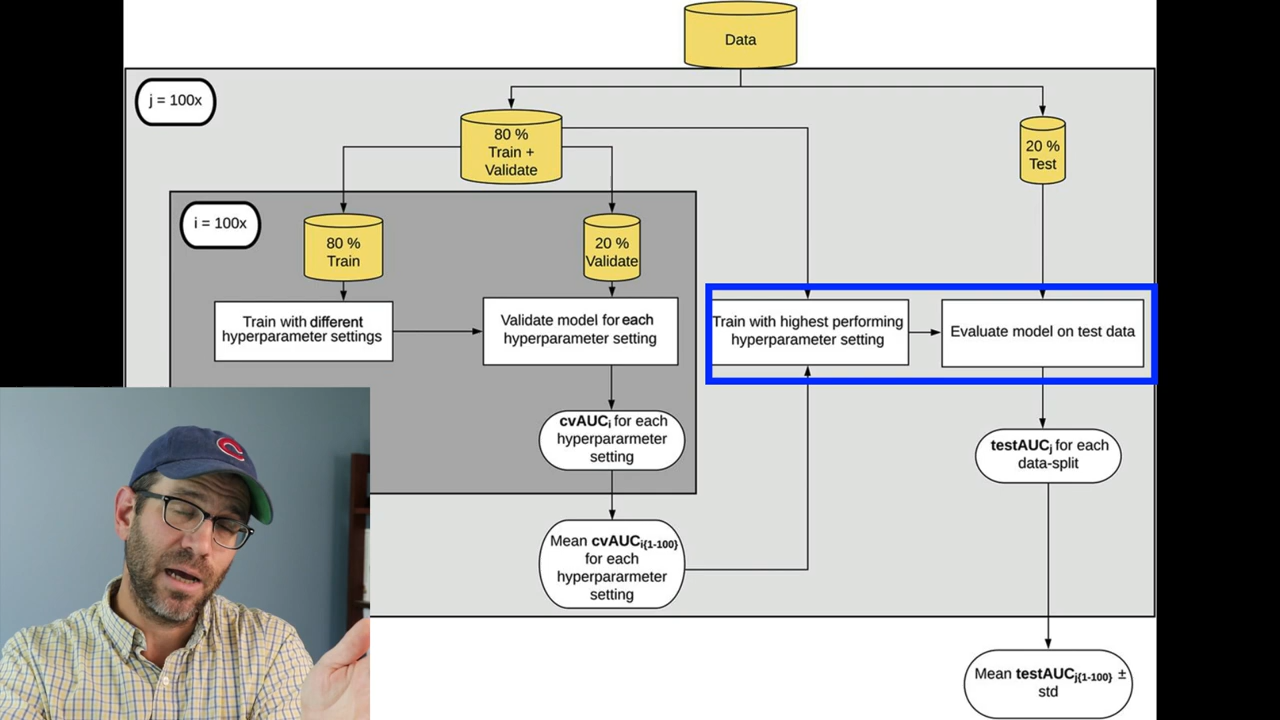 Data
j = 100x
80 %
Train +
Validate
20 %
Test
i = 100x
80 %
Train
20 %
Validate
Train with different
hyperparameter settings
Validate model for each
hyperparameter setting
Train with highest performing
hyperparameter setting
Evaluate model on test data
cvAUCi for each
hyperpararmeter
setting
testAUCj for each
data-split
Mean cvAUCi{1-100}
for each
hyperpararmeter
setting
Mean testAUCj{1-100} ±
std
C